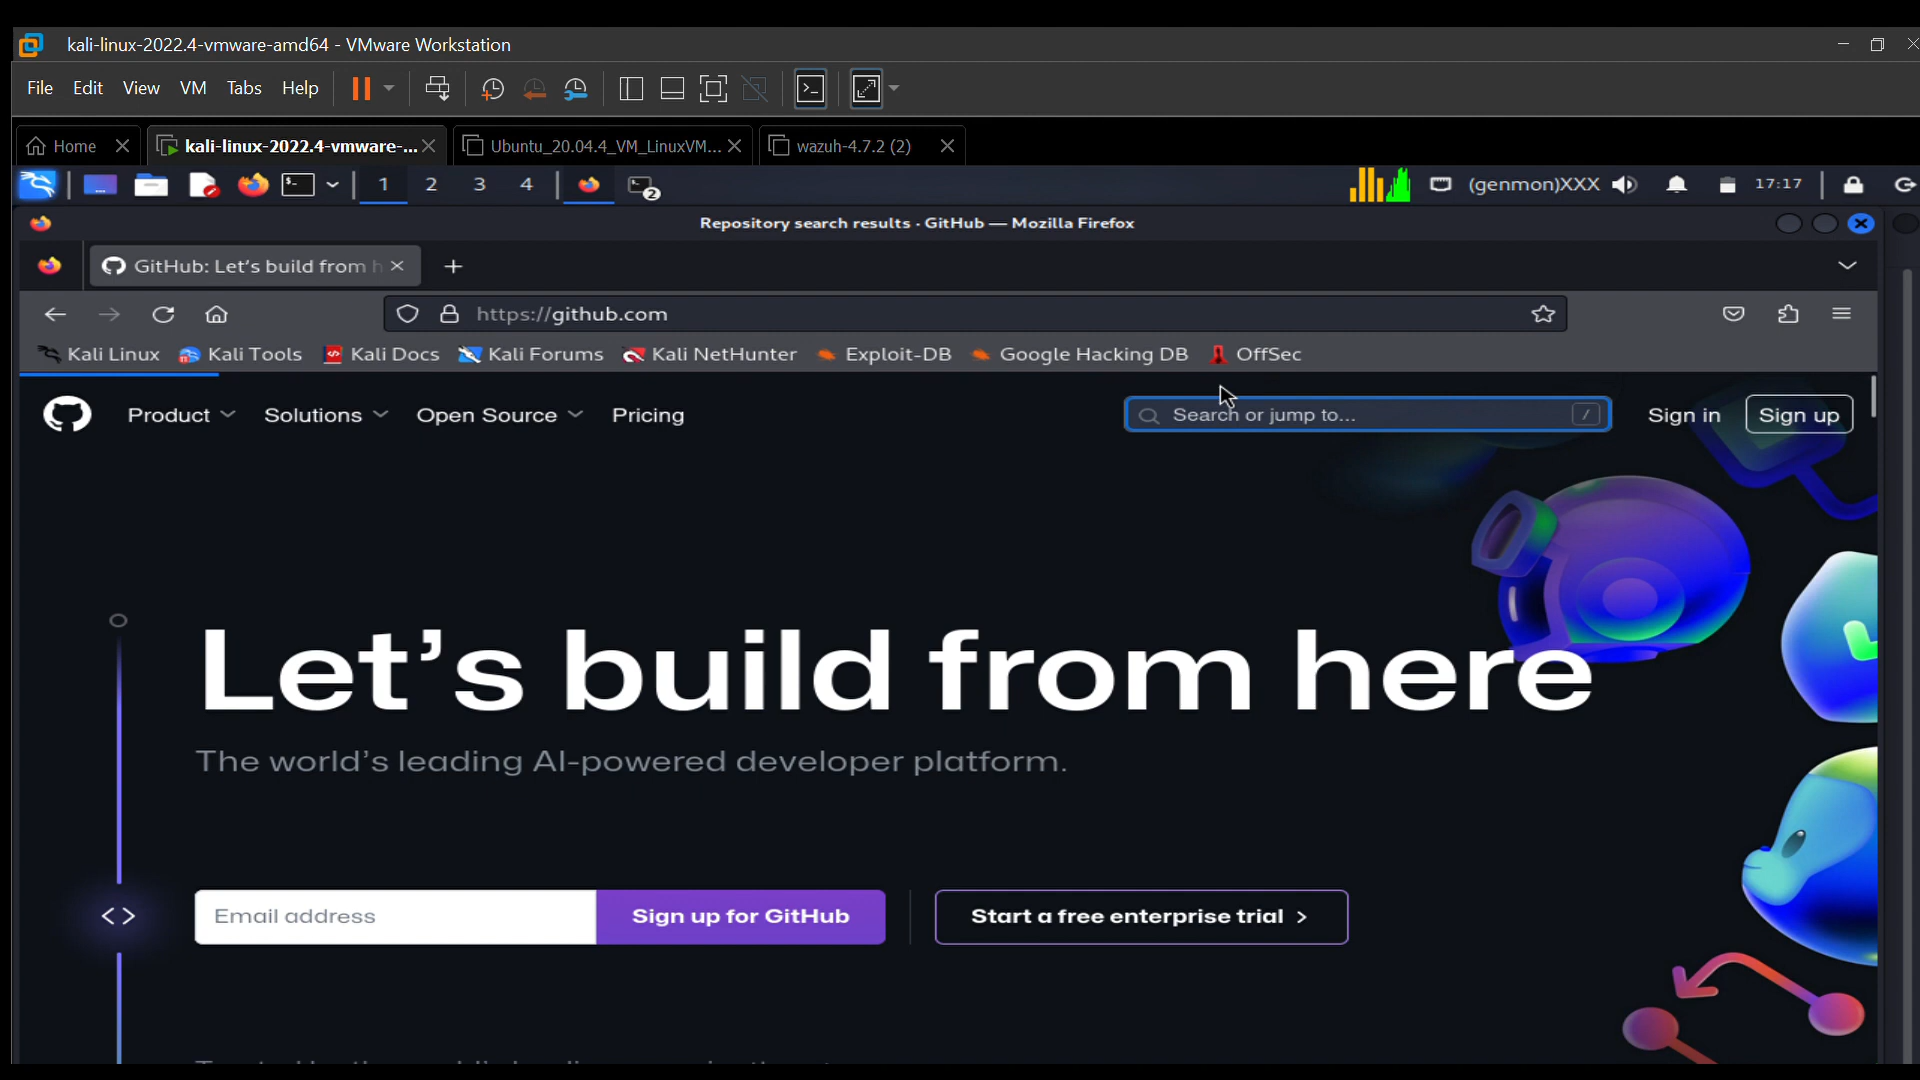 kali-linux-2022.4-vmware-amd64 - VMware Workstation
File Edit View VM Tabs Help
Home kali-linux-2022.4-vmware-... Ubuntu_20.04.4_VM_LinuxVM... wazuh-4.7.2 (2)
1 2 3 4 2 (genmon)XXX 17:17
Repository search results · GitHub — Mozilla Firefox
GitHub: Let's build from h
https://github.com
Kali Linux Kali Tools Kali Docs Kali Forums Kali NetHunter Exploit-DB Google Hacking DB OffSec
Product Solutions Open Source Pricing Search or jump to... / Sign in Sign up
Let's build from here
The world's leading AI-powered developer platform.
Email address Sign up for GitHub Start a free enterprise trial >